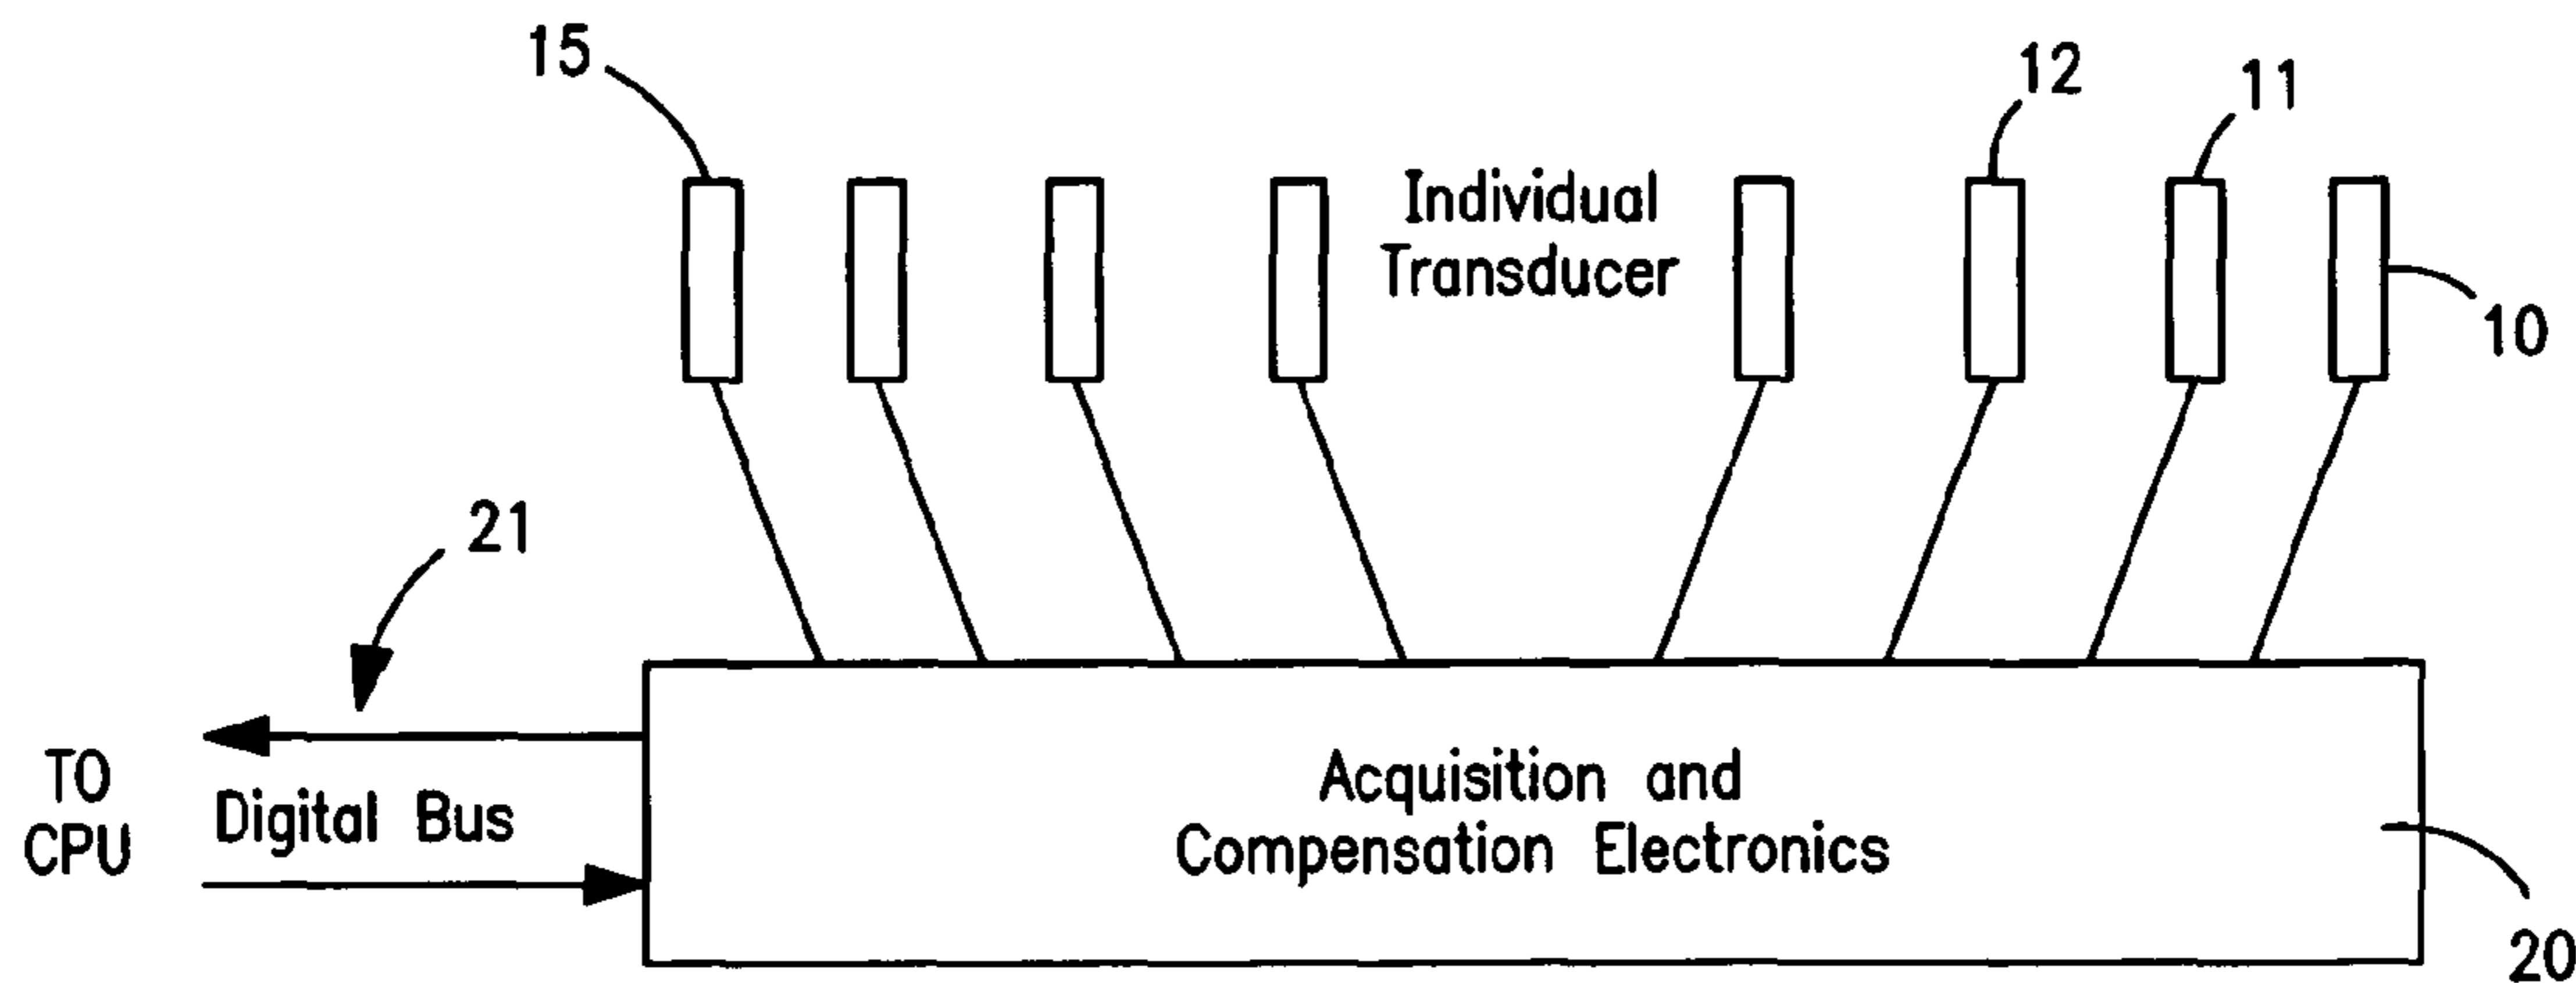 15
12
11
Individual
Transducer
10
21
TO
CPU
Digital Bus
Acquisition and
Compensation Electronics
20